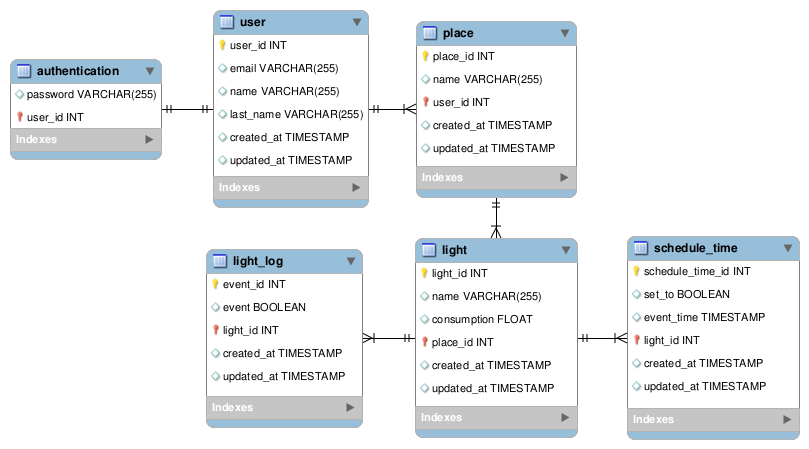 authentication
password VARCHAR(255)
user_id INT
Indexes
user
user_id INT
email VARCHAR(255)
name VARCHAR(255)
last_name VARCHAR(255)
created_at TIMESTAMP
updated_at TIMESTAMP
Indexes
place
place_id INT
name VARCHAR(255)
user_id INT
created_at TIMESTAMP
updated_at TIMESTAMP
Indexes
light_log
event_id INT
event BOOLEAN
light_id INT
created_at TIMESTAMP
updated_at TIMESTAMP
Indexes
light
light_id INT
name VARCHAR(255)
consumption FLOAT
place_id INT
created_at TIMESTAMP
updated_at TIMESTAMP
Indexes
schedule_time
schedule_time_id INT
set_to BOOLEAN
event_time TIMESTAMP
light_id INT
created_at TIMESTAMP
updated_at TIMESTAMP
Indexes